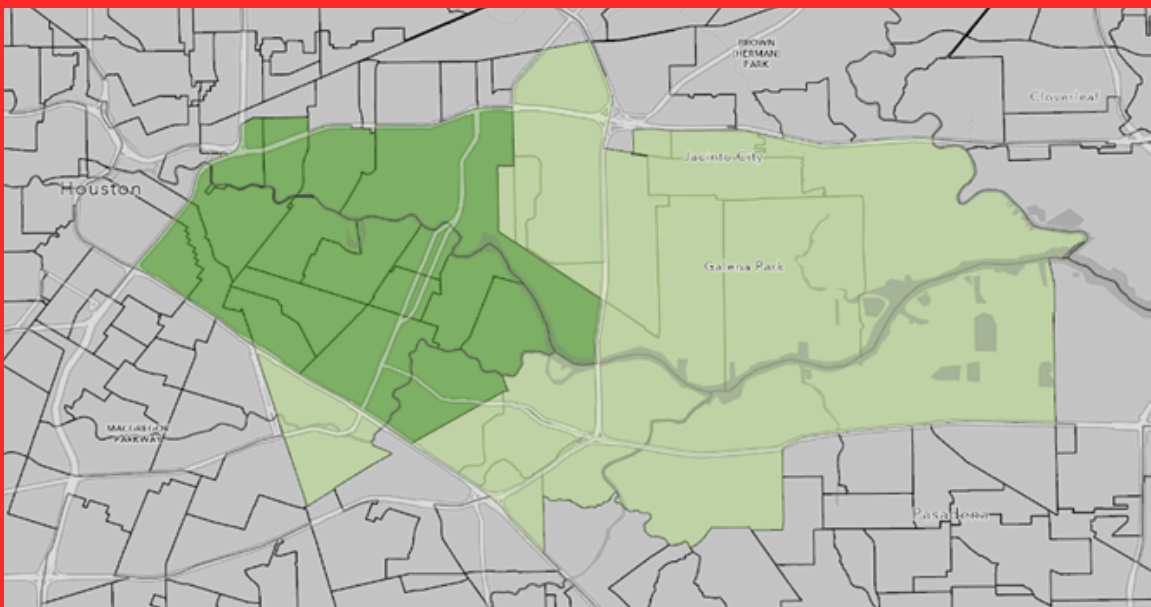 BROWN
(HERMAN)
PARK
Cloverleaf
Jacinto City
Houston
Galena Park
MACGREGOR
PARKWAY
Pasadena